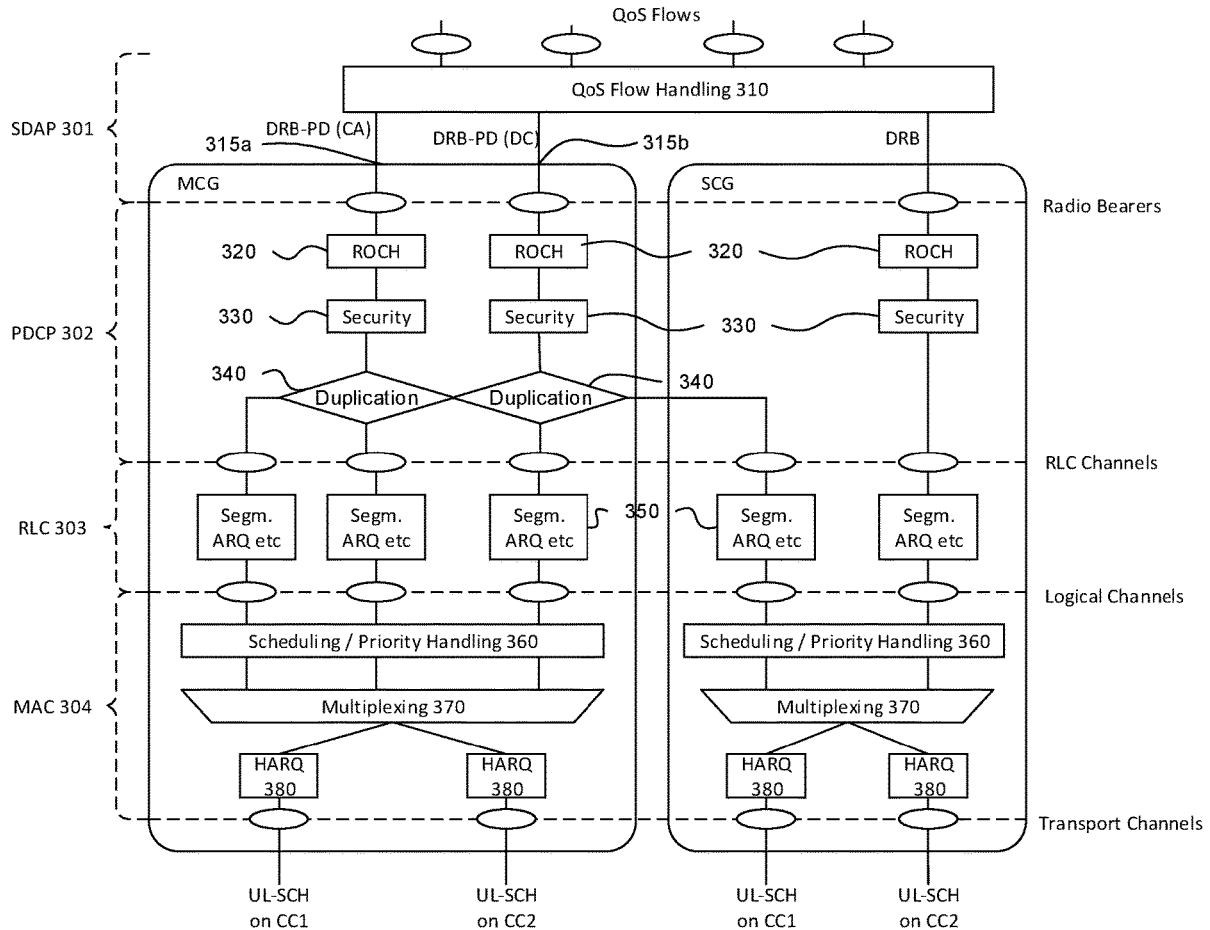 QoS Flows
QoS Flow Handling 310
SDAP 301
DRB-PD (CA)
DRB-PD (DC)
DRB
315a
315b
MCG
SCG
Radio Bearers
320
ROCH
ROCH
320
ROCH
330
Security
Security
330
Security
PDCP 302
340
Duplication
Duplication
340
RLC Channels
RLC 303
Segm.
ARQ etc
Segm.
ARQ etc
Segm.
ARQ etc
350
Segm.
ARQ etc
Segm.
ARQ etc
Logical Channels
Scheduling / Priority Handling 360
Scheduling / Priority Handling 360
MAC 304
Multiplexing 370
Multiplexing 370
HARQ
380
HARQ
380
HARQ
380
HARQ
380
Transport Channels
UL-SCH
on CC1
UL-SCH
on CC2
UL-SCH
on CC1
UL-SCH
on CC2